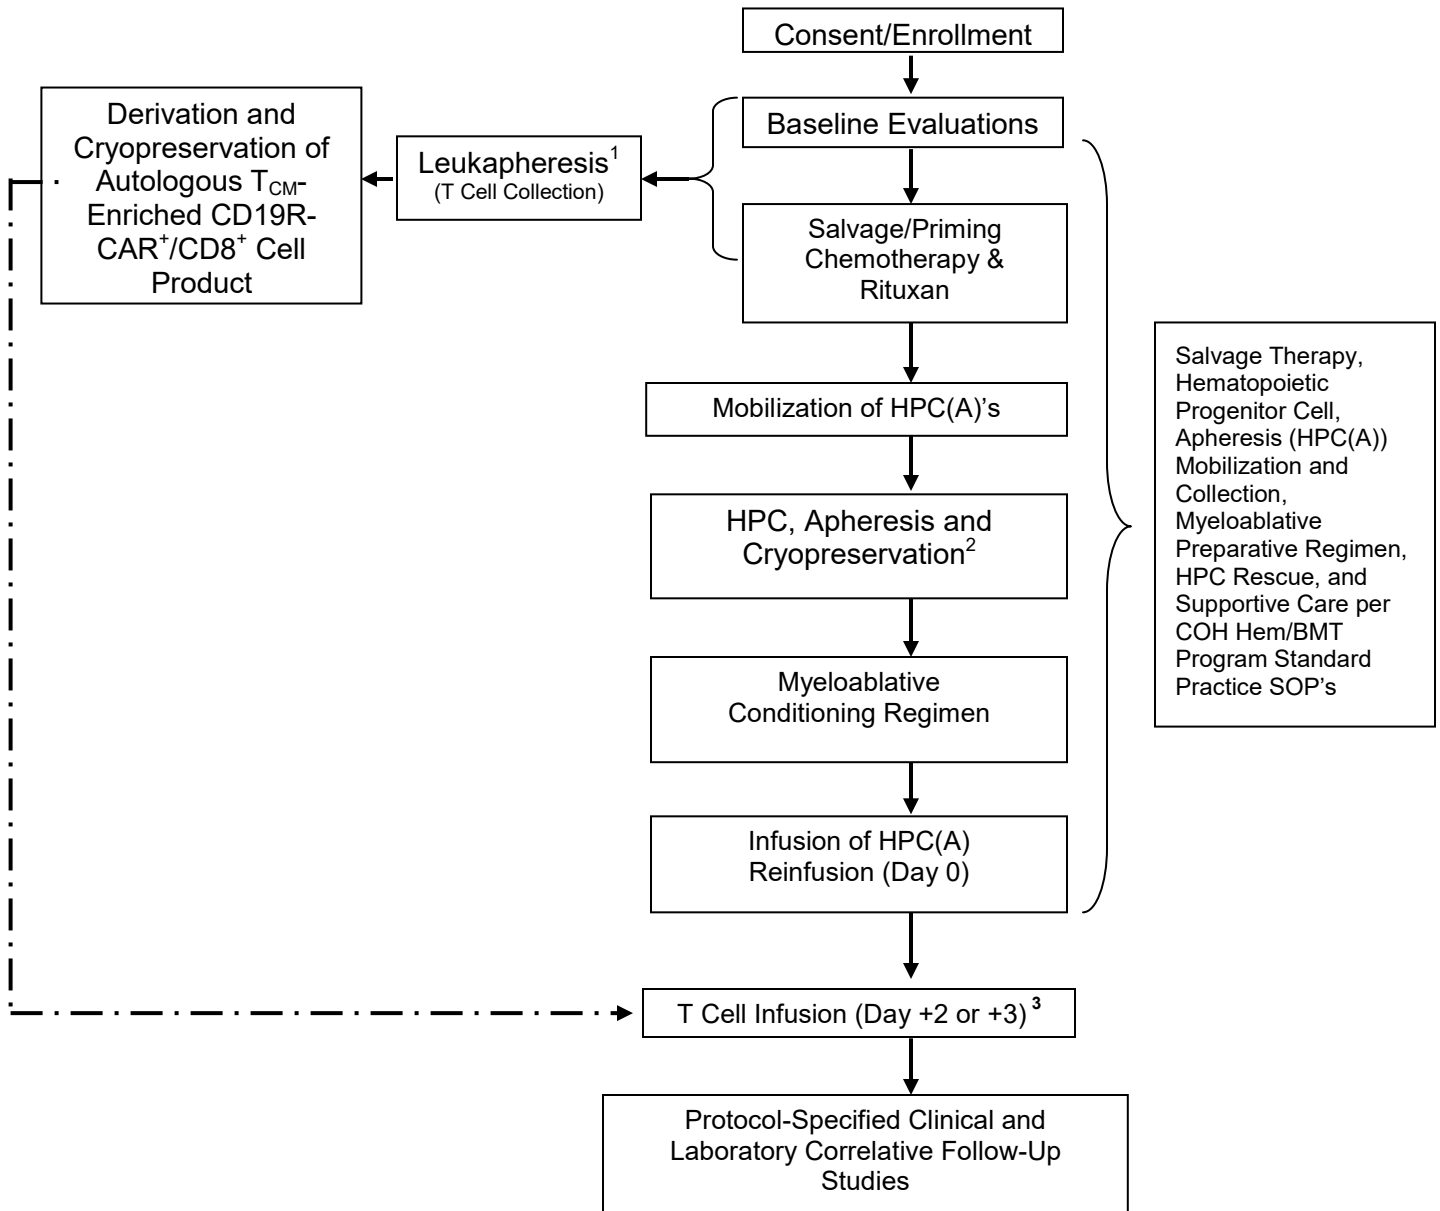 Consent/Enrollment
Baseline Evaluations
Derivation and
Cryopreservation of
Autologous T_CM-
Enriched CD19R-
CAR⁺/CD8⁺ Cell
Product
Leukapheresis¹
(T Cell Collection)
Salvage/Priming
Chemotherapy &
Rituxan
Mobilization of HPC(A)’s
HPC, Apheresis and
Cryopreservation²
Myeloablative
Conditioning Regimen
Infusion of HPC(A)
Reinfusion (Day 0)
Salvage Therapy,
Hematopoietic
Progenitor Cell,
Apheresis (HPC(A))
Mobilization and
Collection,
Myeloablative
Preparative Regimen,
HPC Rescue, and
Supportive Care per
COH Hem/BMT
Program Standard
Practice SOP’s
T Cell Infusion (Day +2 or +3) ³
Protocol-Specified Clinical and
Laboratory Correlative Follow-Up
Studies